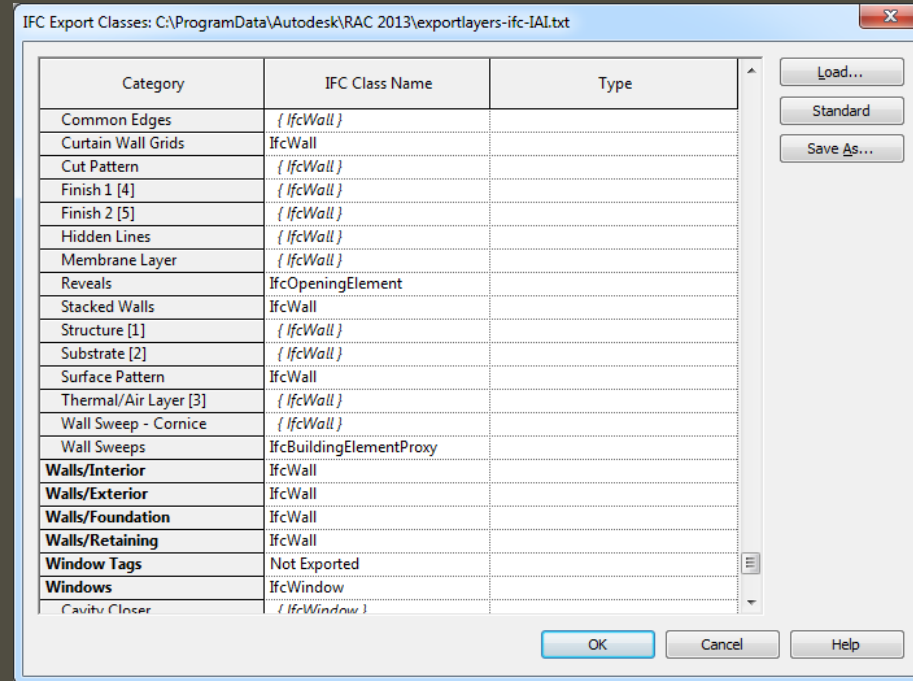 IFC Export Classes: C:\ProgramData\Autodesk\RAC 2013\exportlayers-ifc-IAI.txt
Category IFC Class Name Type
Common Edges { IfcWall }
Curtain Wall Grids IfcWall
Cut Pattern { IfcWall }
Finish 1 [4] { IfcWall }
Finish 2 [5] { IfcWall }
Hidden Lines { IfcWall }
Membrane Layer { IfcWall }
Reveals IfcOpeningElement
Stacked Walls IfcWall
Structure [1] { IfcWall }
Substrate [2] { IfcWall }
Surface Pattern IfcWall
Thermal/Air Layer [3] { IfcWall }
Wall Sweep - Cornice { IfcWall }
Wall Sweeps IfcBuildingElementProxy
Walls/Interior IfcWall
Walls/Exterior IfcWall
Walls/Foundation IfcWall
Walls/Retaining IfcWall
Window Tags Not Exported
Windows IfcWindow
Cavity Closer { IfcWindow }
Load...
Standard
Save As...
OK Cancel Help